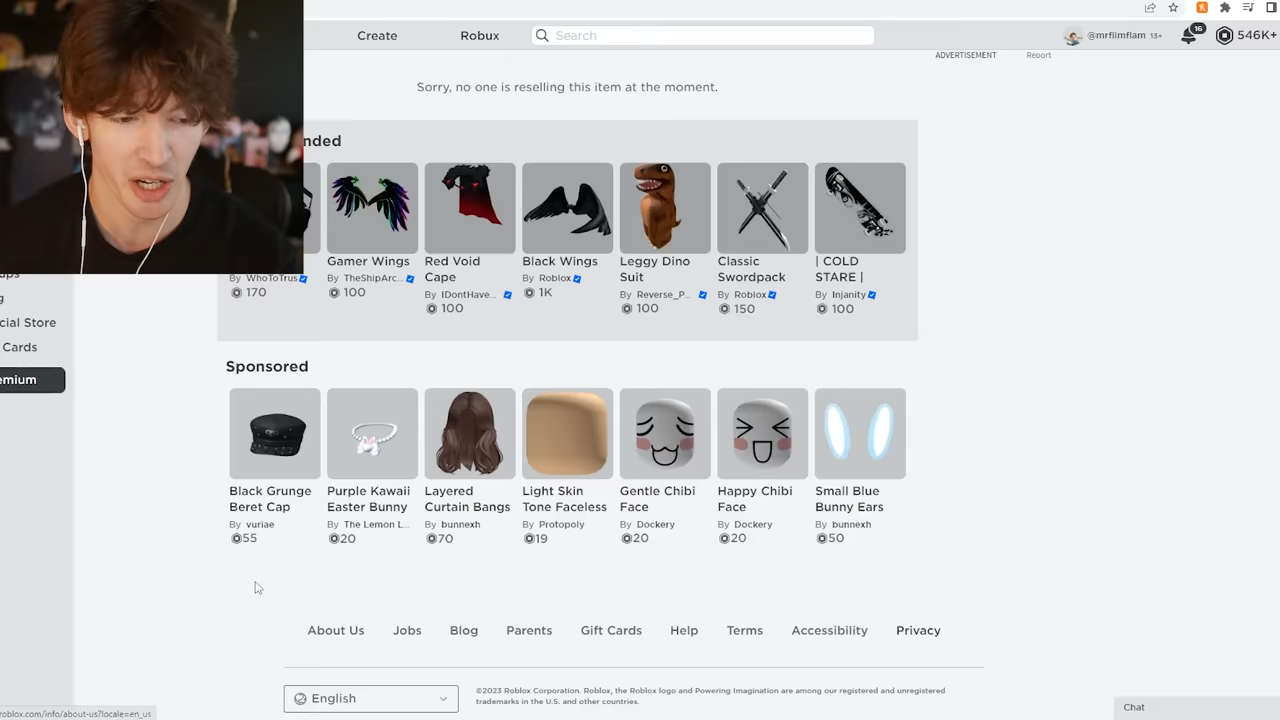 Create
Robux
Search
@mrflimflam 13+
16
546K+
ADVERTISEMENT
Report
Sorry, no one is reselling this item at the moment.
nded
By WhoToTrus
170
Gamer Wings
By TheShipArc...
100
Red Void
Cape
By IDontHave...
100
Black Wings
By Roblox
1K
Leggy Dino
Suit
By Reverse_P...
100
Classic
Swordpack
By Roblox
150
| COLD
STARE |
By Injanity
100
ups
g
cial Store
Cards
emium
Sponsored
Black Grunge
Beret Cap
By vuriae
55
Purple Kawaii
Easter Bunny
By The Lemon L...
20
Layered
Curtain Bangs
By bunnexh
70
Light Skin
Tone Faceless
By Protopoly
19
Gentle Chibi
Face
By Dockery
20
Happy Chibi
Face
By Dockery
20
Small Blue
Bunny Ears
By bunnexh
50
About Us
Jobs
Blog
Parents
Gift Cards
Help
Terms
Accessibility
Privacy
English
©2023 Roblox Corporation. Roblox, the Roblox logo and Powering Imagination are among our registered and unregistered
trademarks in the U.S. and other countries.
Chat
roblox.com/info/about-us?locale=en_us